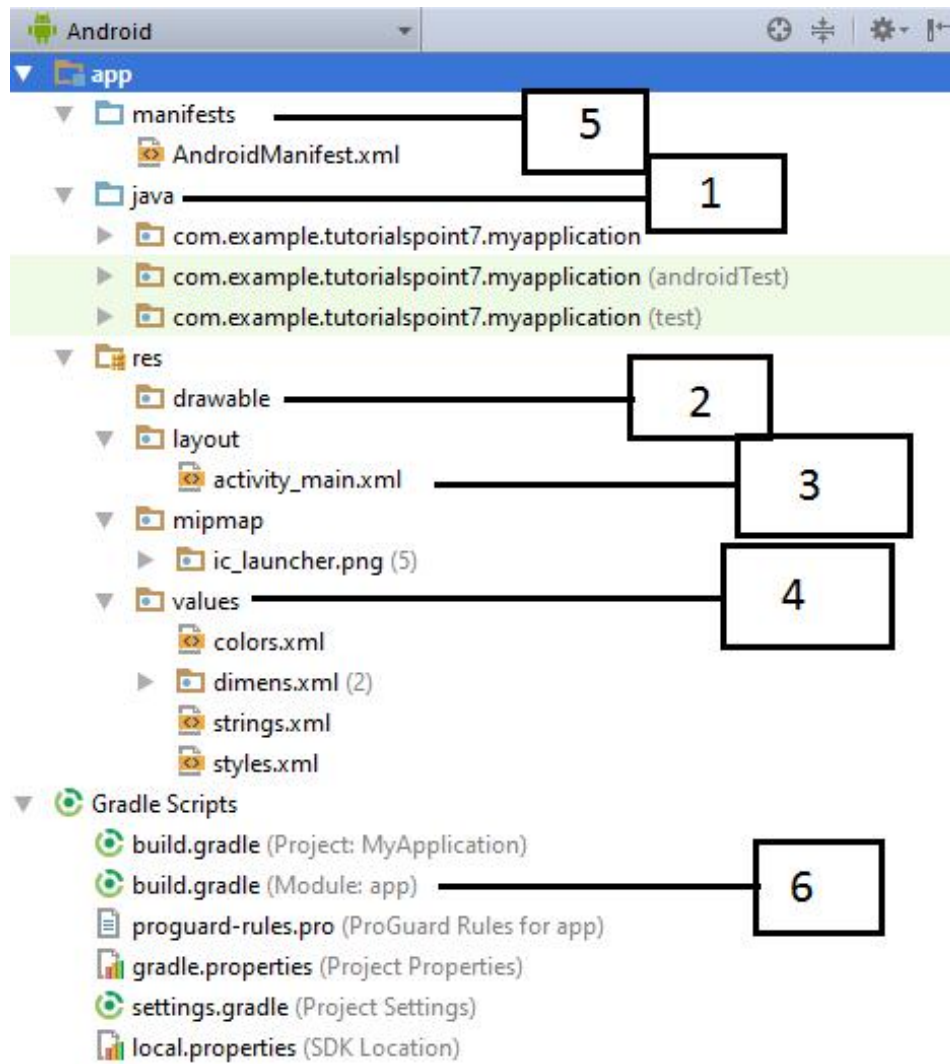 Android
app
manifests
5
AndroidManifest.xml
java
1
com.example.tutorialspoint7.myapplication
com.example.tutorialspoint7.myapplication (androidTest)
com.example.tutorialspoint7.myapplication (test)
res
drawable
2
layout
activity_main.xml
3
mipmap
ic_launcher.png (5)
values
4
colors.xml
dimens.xml (2)
strings.xml
styles.xml
Gradle Scripts
build.gradle (Project: MyApplication)
build.gradle (Module: app)
6
proguard-rules.pro (ProGuard Rules for app)
gradle.properties (Project Properties)
settings.gradle (Project Settings)
local.properties (SDK Location)